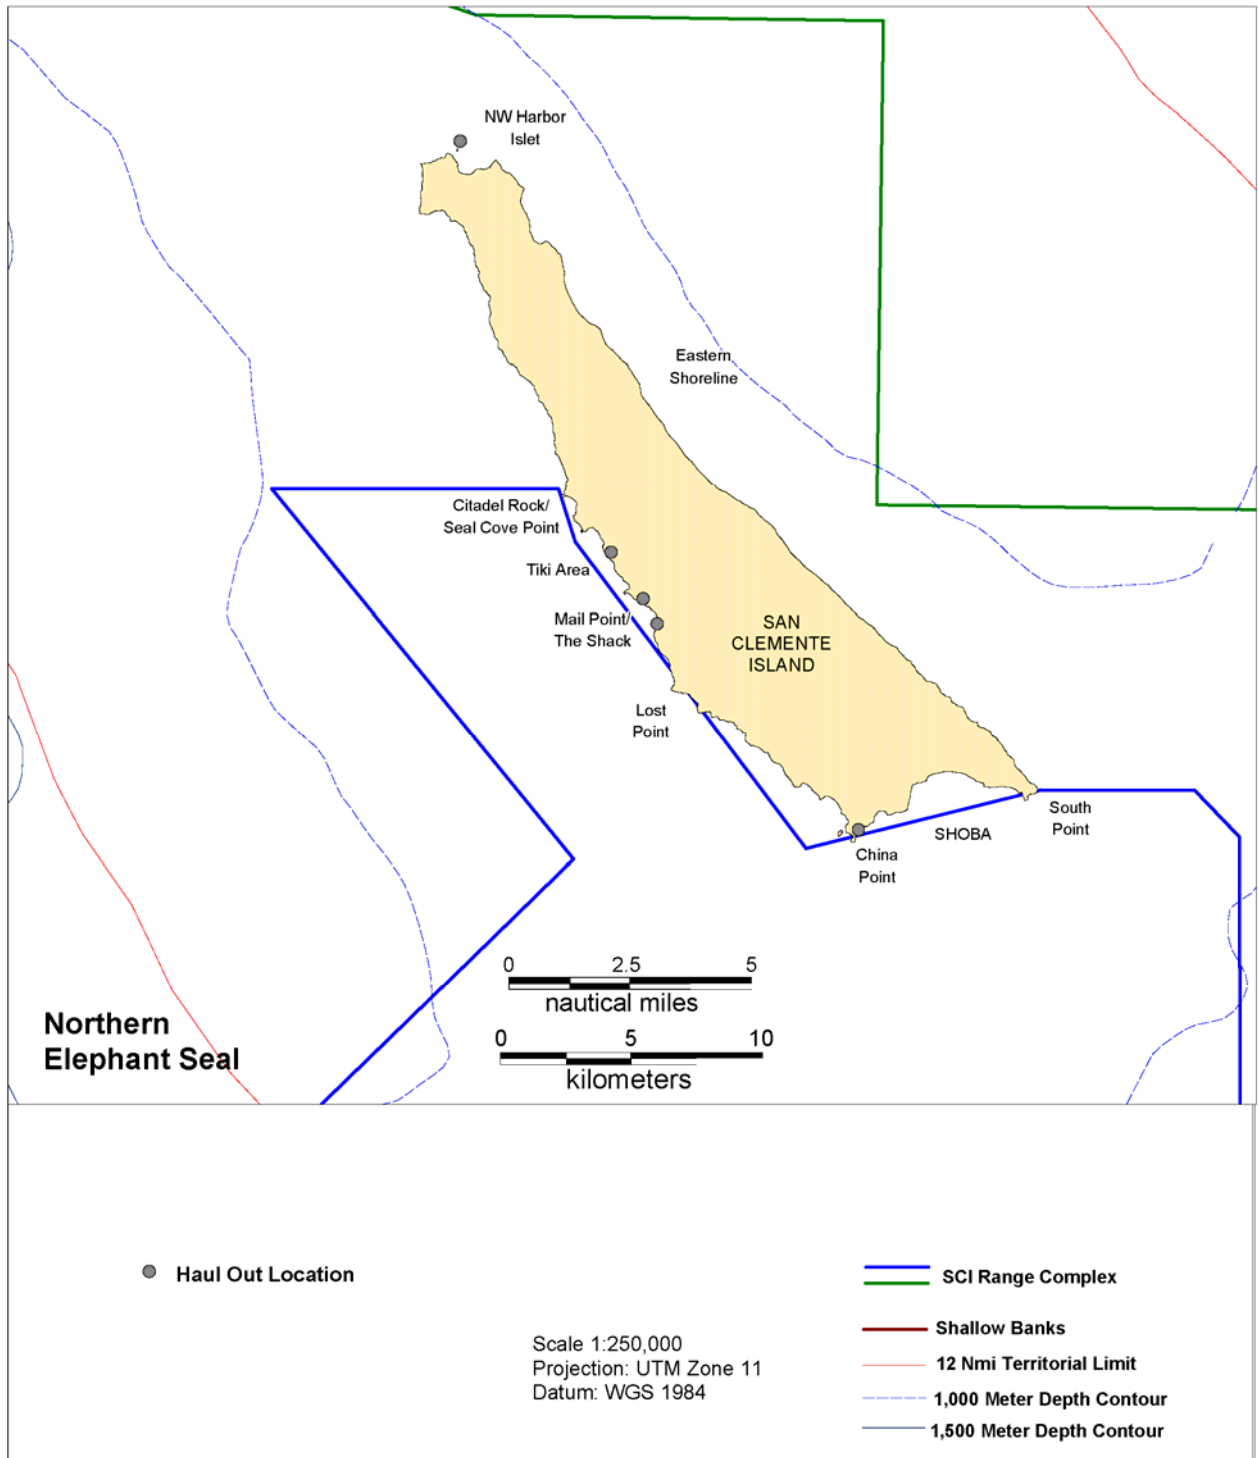 NW Harbor
Islet
Eastern
Shoreline
Citadel Rock/
Seal Cove Point
Tiki Area
Mail Point/
The Shack
SAN
CLEMENTE
ISLAND
Lost
Point
South
Point
SHOBA
China
Point
0 2.5 5
nautical miles
0 5 10
kilometers
Northern
Elephant Seal
Haul Out Location
Scale 1:250,000
Projection: UTM Zone 11
Datum: WGS 1984
SCI Range Complex
Shallow Banks
12 Nmi Territorial Limit
1,000 Meter Depth Contour
1,500 Meter Depth Contour